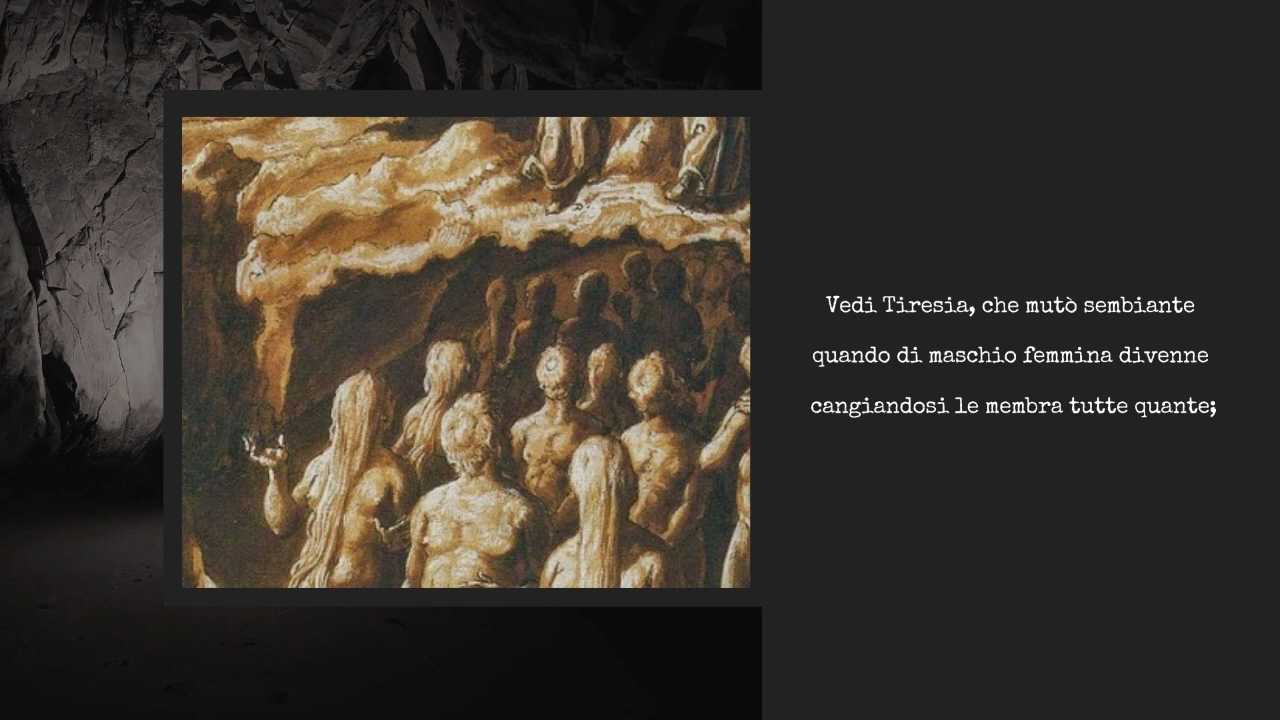 Vedi Tiresia, che mutò sembiante
quando di maschio femmina divenne
cangiandosi le membra tutte quante;